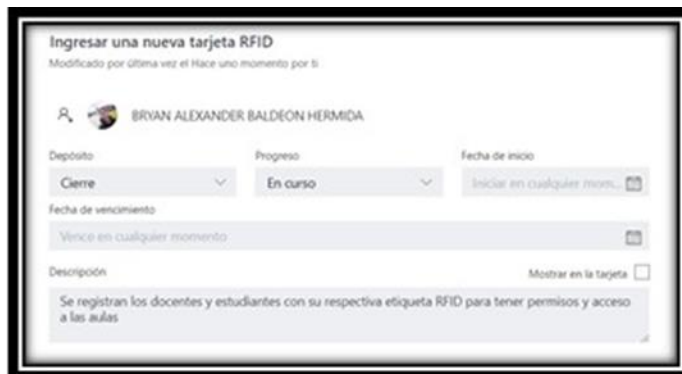 Ingresar una nueva tarjeta RFID
Modificado por última vez el Hace uno momento por ti
BRYAN ALEXANDER BALDEON HERMIDA
Depósito Progreso Fecha de inicio
Cierre En curso Iniciar en cualquier mom...
Fecha de vencimiento
Vence en cualquier momento
Descripción Mostrar en la tarjeta
Se registran los docentes y estudiantes con su respectiva etiqueta RFID para tener permisos y acceso
a las aulas